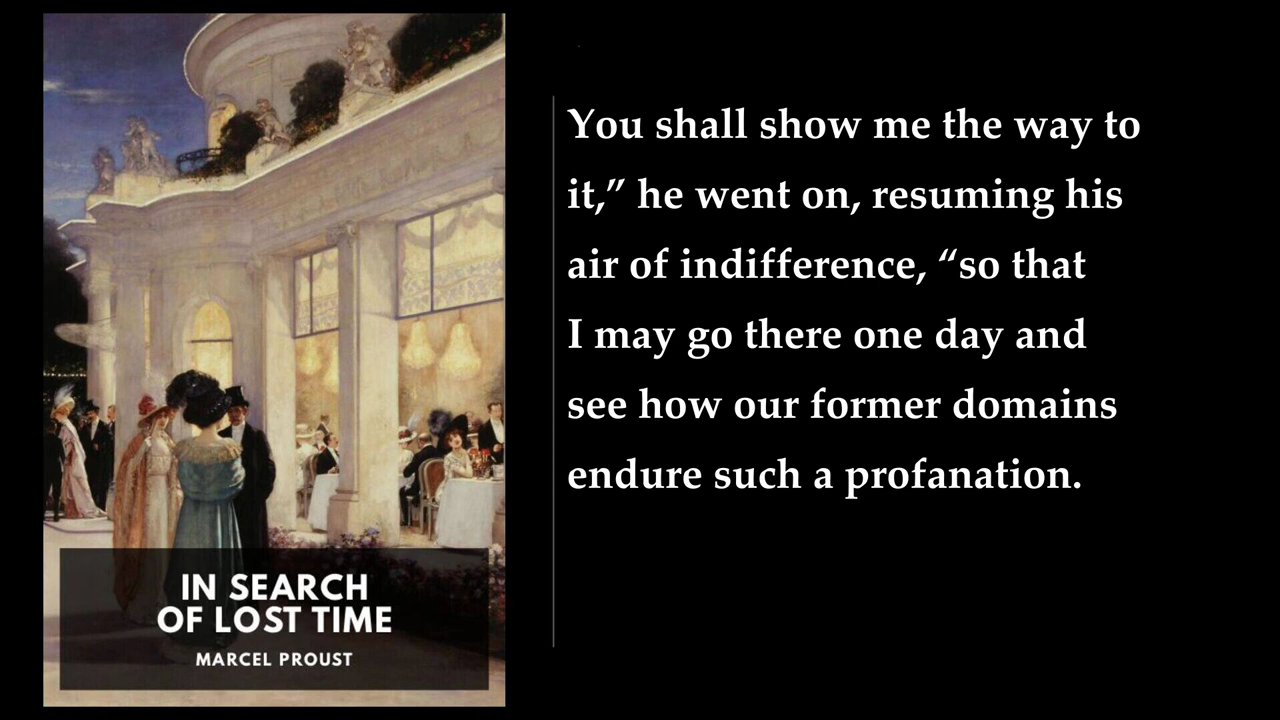 You shall show me the way to
it,” he went on, resuming his
air of indifference, “so that
I may go there one day and
see how our former domains
endure such a profanation.
IN SEARCH
OF LOST TIME
MARCEL PROUST